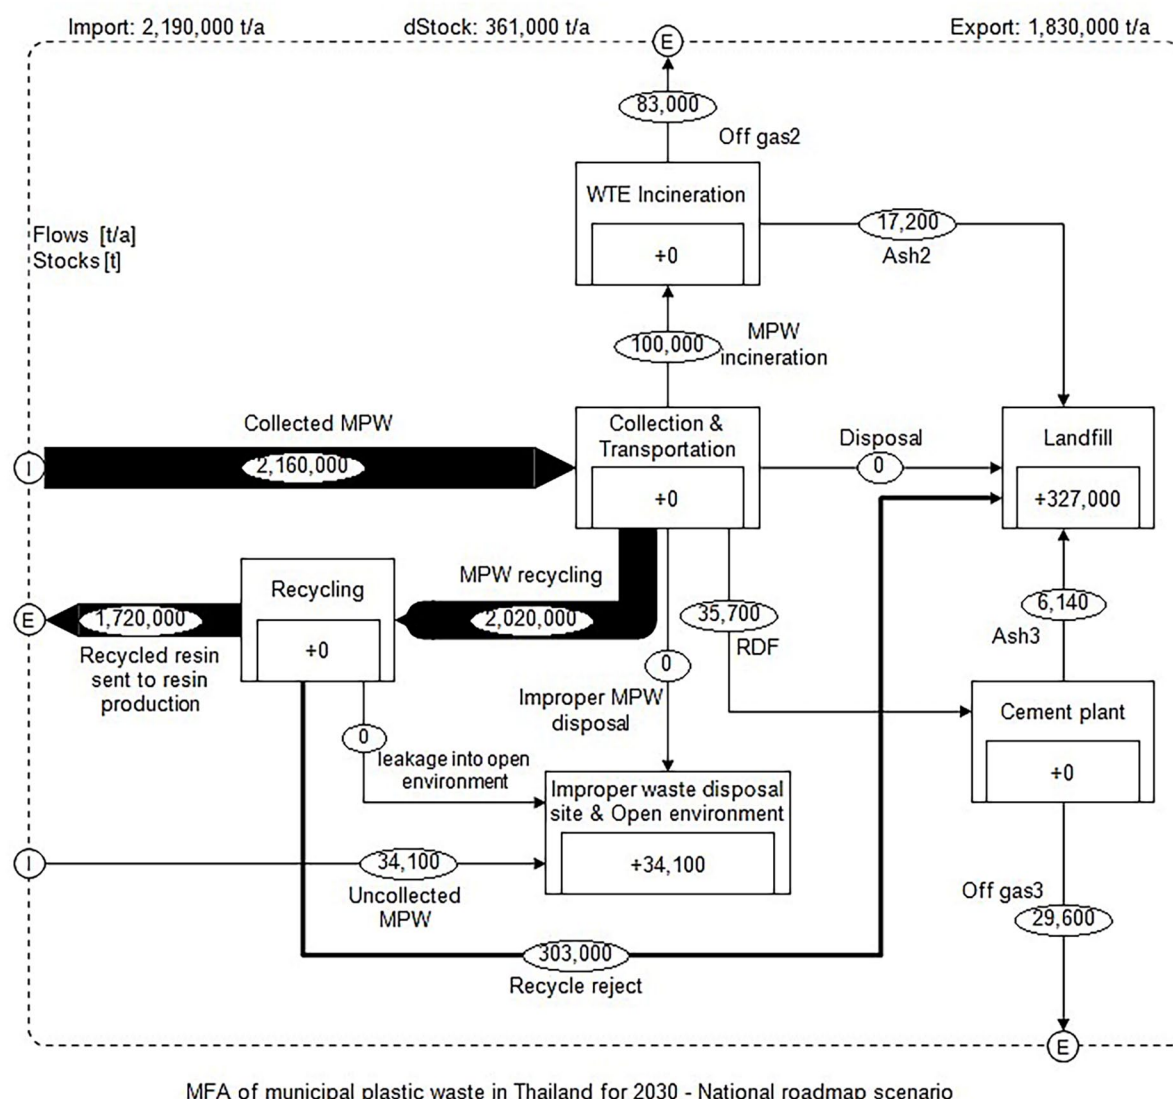 Import: 2,190,000 t/a
dStock: 361,000 t/a
Export: 1,830,000 t/a
E
83,000
Off gas2
WTE Incineration
+0
17,200
Ash2
Flows [t/a]
Stocks [t]
100,000
MPW
incineration
Collected MPW
I
2,160,000
Collection &
Transportation
+0
Disposal
0
Landfill
+327,000
MPW recycling
2,020,000
Recycling
+0
E
1,720,000
Recycled resin
sent to resin
production
35,700
RDF
0
Improper MPW
disposal
6,140
Ash3
Cement plant
+0
0
leakage into open
environment
Improper waste disposal
site & Open environment
+34,100
I
34,100
Uncollected
MPW
Off gas3
29,600
303,000
Recycle reject
E
MFA of municipal plastic waste in Thailand for 2030 - National roadmap scenario